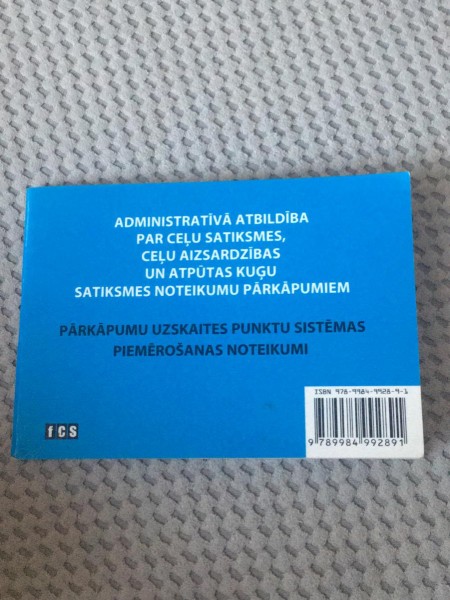 ADMINISTRATĪVĀ ATBILDĪBA
PAR CEĻU SATIKSMES,
CEĻU AIZSARDZĪBAS
UN ATPŪTAS KUĢU
SATIKSMES NOTEIKUMU PĀRKĀPUMIEM
PĀRKĀPUMU UZSKAITES PUNKTU SISTĒMAS
PIEMĒROŠANAS NOTEIKUMI
ISBN 978-9984-9928-9-1
9 789984 992891
fCS